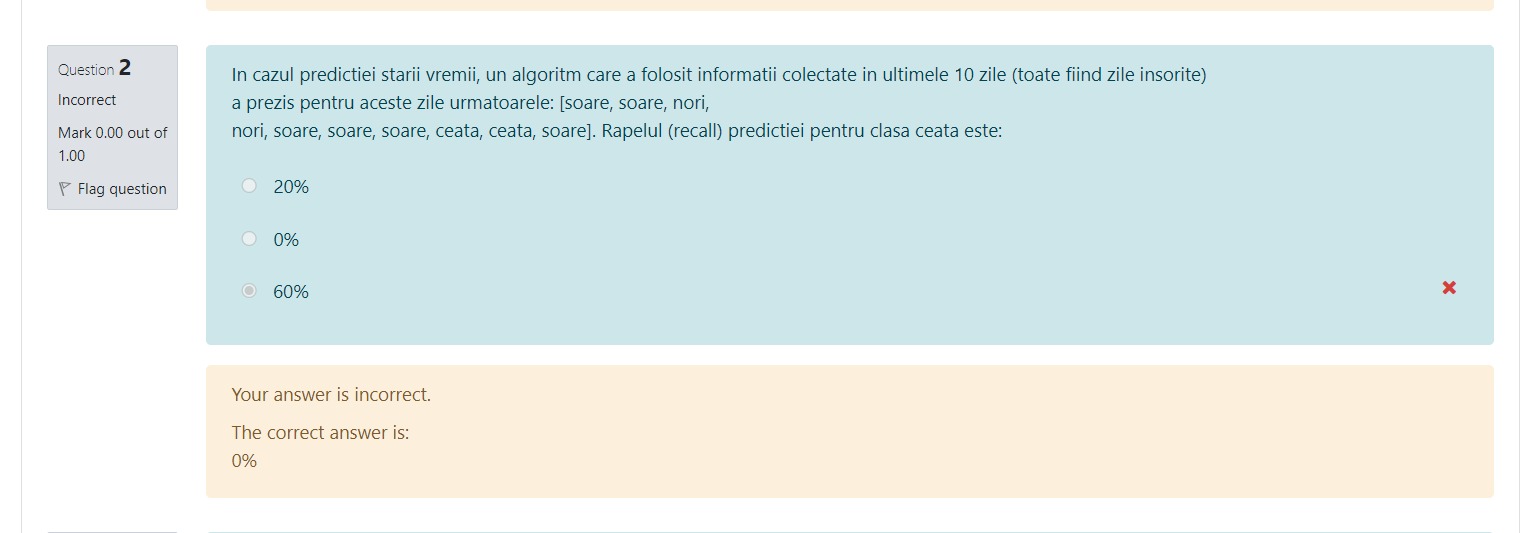 Question 2
Incorrect
Mark 0.00 out of
1.00
Flag question
In cazul predictiei starii vremii, un algoritm care a folosit informatii colectate in ultimele 10 zile (toate fiind zile insorite)
a prezis pentru aceste zile urmatoarele: [soare, soare, nori,
nori, soare, soare, soare, ceata, ceata, soare]. Rapelul (recall) predictiei pentru clasa ceata este:
20%
0%
60%
Your answer is incorrect.
The correct answer is:
0%